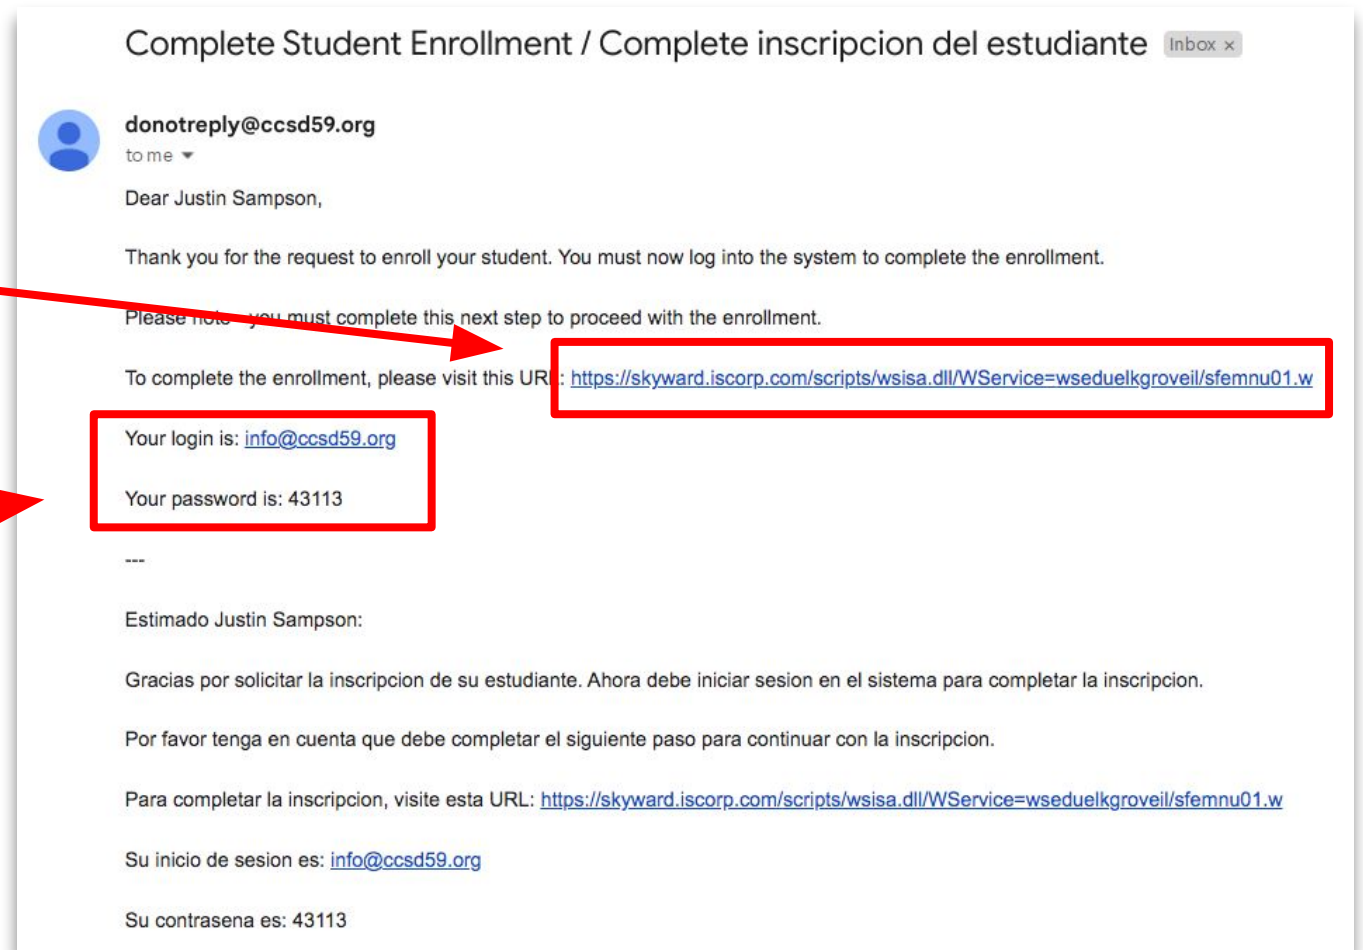 Complete Student Enrollment / Complete inscripcion del estudiante Inbox x
donotreply@ccsd59.org
to me
Dear Justin Sampson,
Thank you for the request to enroll your student. You must now log into the system to complete the enrollment.
Please note - you must complete this next step to proceed with the enrollment.
To complete the enrollment, please visit this URL: https://skyward.iscorp.com/scripts/wsisa.dll/WService=wseduelkgroveil/sfemnu01.w
Your login is: info@ccsd59.org
Your password is: 43113
---
Estimado Justin Sampson:
Gracias por solicitar la inscripcion de su estudiante. Ahora debe iniciar sesion en el sistema para completar la inscripcion.
Por favor tenga en cuenta que debe completar el siguiente paso para continuar con la inscripcion.
Para completar la inscripcion, visite esta URL: https://skyward.iscorp.com/scripts/wsisa.dll/WService=wseduelkgroveil/sfemnu01.w
Su inicio de sesion es: info@ccsd59.org
Su contrasena es: 43113